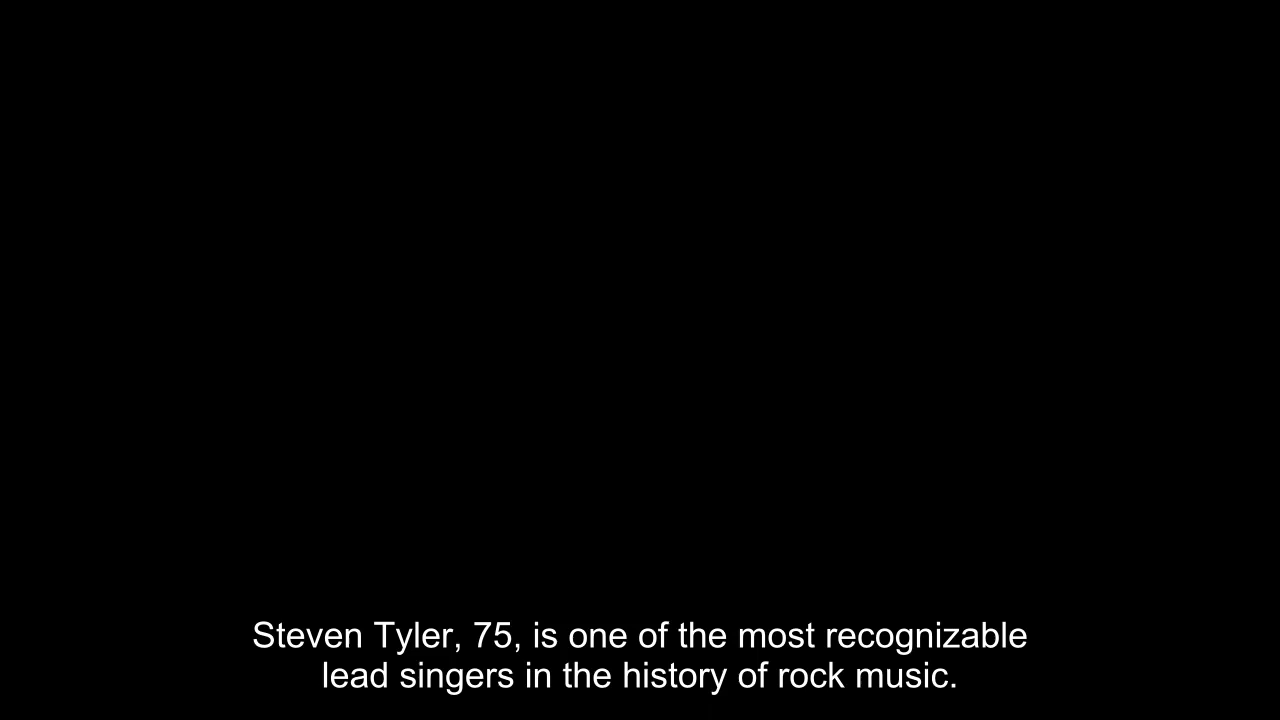 Steven Tyler, 75, is one of the most recognizable
lead singers in the history of rock music.